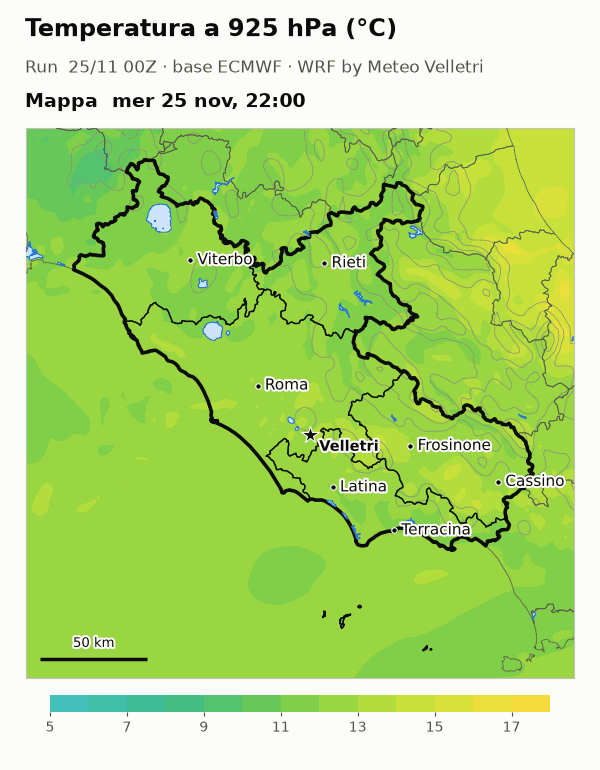 Temperatura a 925 hPa (°C)
Run  25/11 00Z · base ECMWF · WRF by Meteo Velletri
Mappa  mer 25 nov, 22:00
Viterbo
Rieti
Roma
Velletri
Frosinone
Latina
Cassino
Terracina
50 km
5 7 9 11 13 15 17